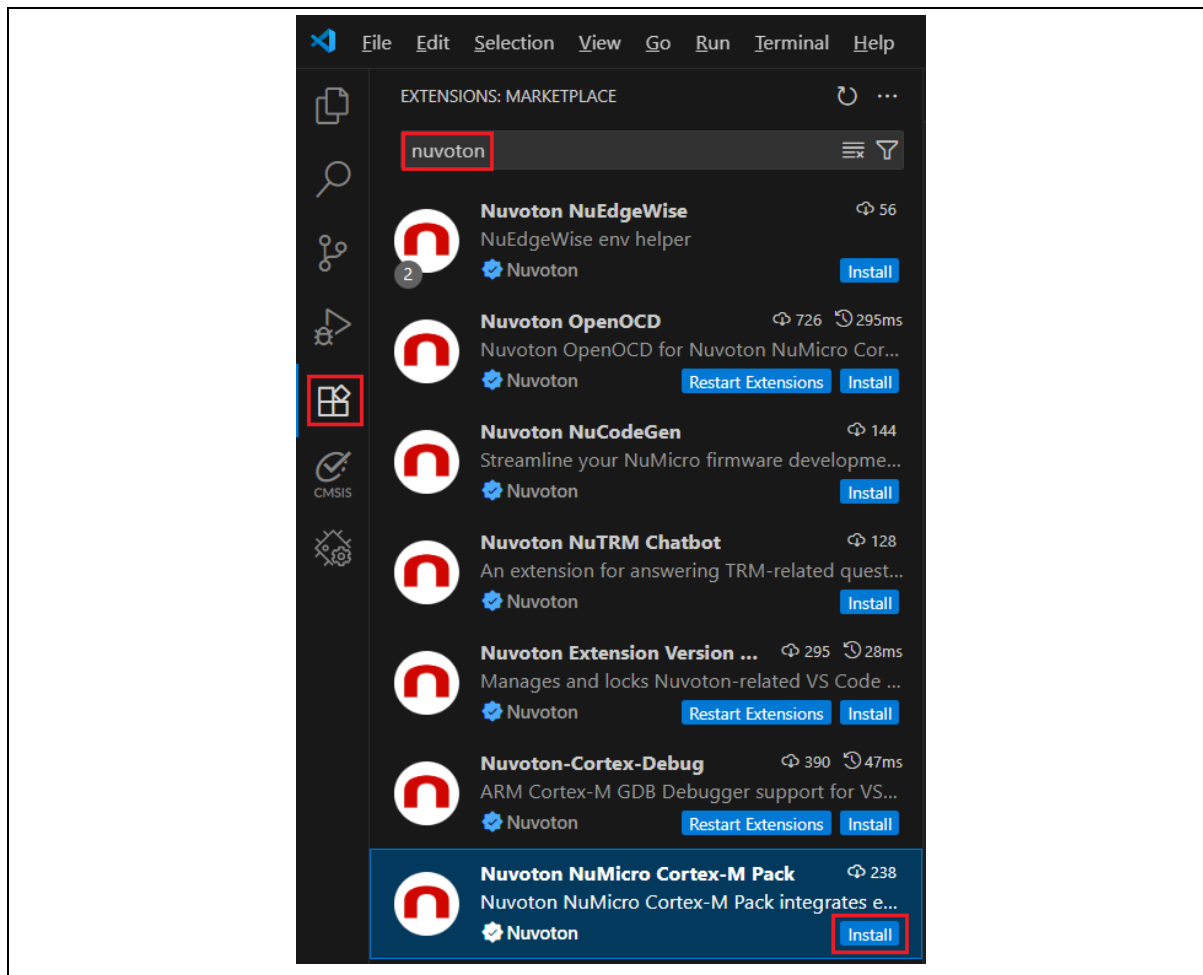 File Edit Selection View Go Run Terminal Help
EXTENSIONS: MARKETPLACE
nuvoton
Nuvoton NuEdgeWise 56
NuEdgeWise env helper
2 Nuvoton Install
Nuvoton OpenOCD 726 295ms
Nuvoton OpenOCD for Nuvoton NuMicro Cor...
Nuvoton Restart Extensions Install
Nuvoton NuCodeGen 144
Streamline your NuMicro firmware developme...
Nuvoton Install
CMSIS
Nuvoton NuTRM Chatbot 128
An extension for answering TRM-related quest...
Nuvoton Install
Nuvoton Extension Version ... 295 28ms
Manages and locks Nuvoton-related VS Code ...
Nuvoton Restart Extensions Install
Nuvoton-Cortex-Debug 390 47ms
ARM Cortex-M GDB Debugger support for VS...
Nuvoton Restart Extensions Install
Nuvoton NuMicro Cortex-M Pack 238
Nuvoton NuMicro Cortex-M Pack integrates e...
Nuvoton Install